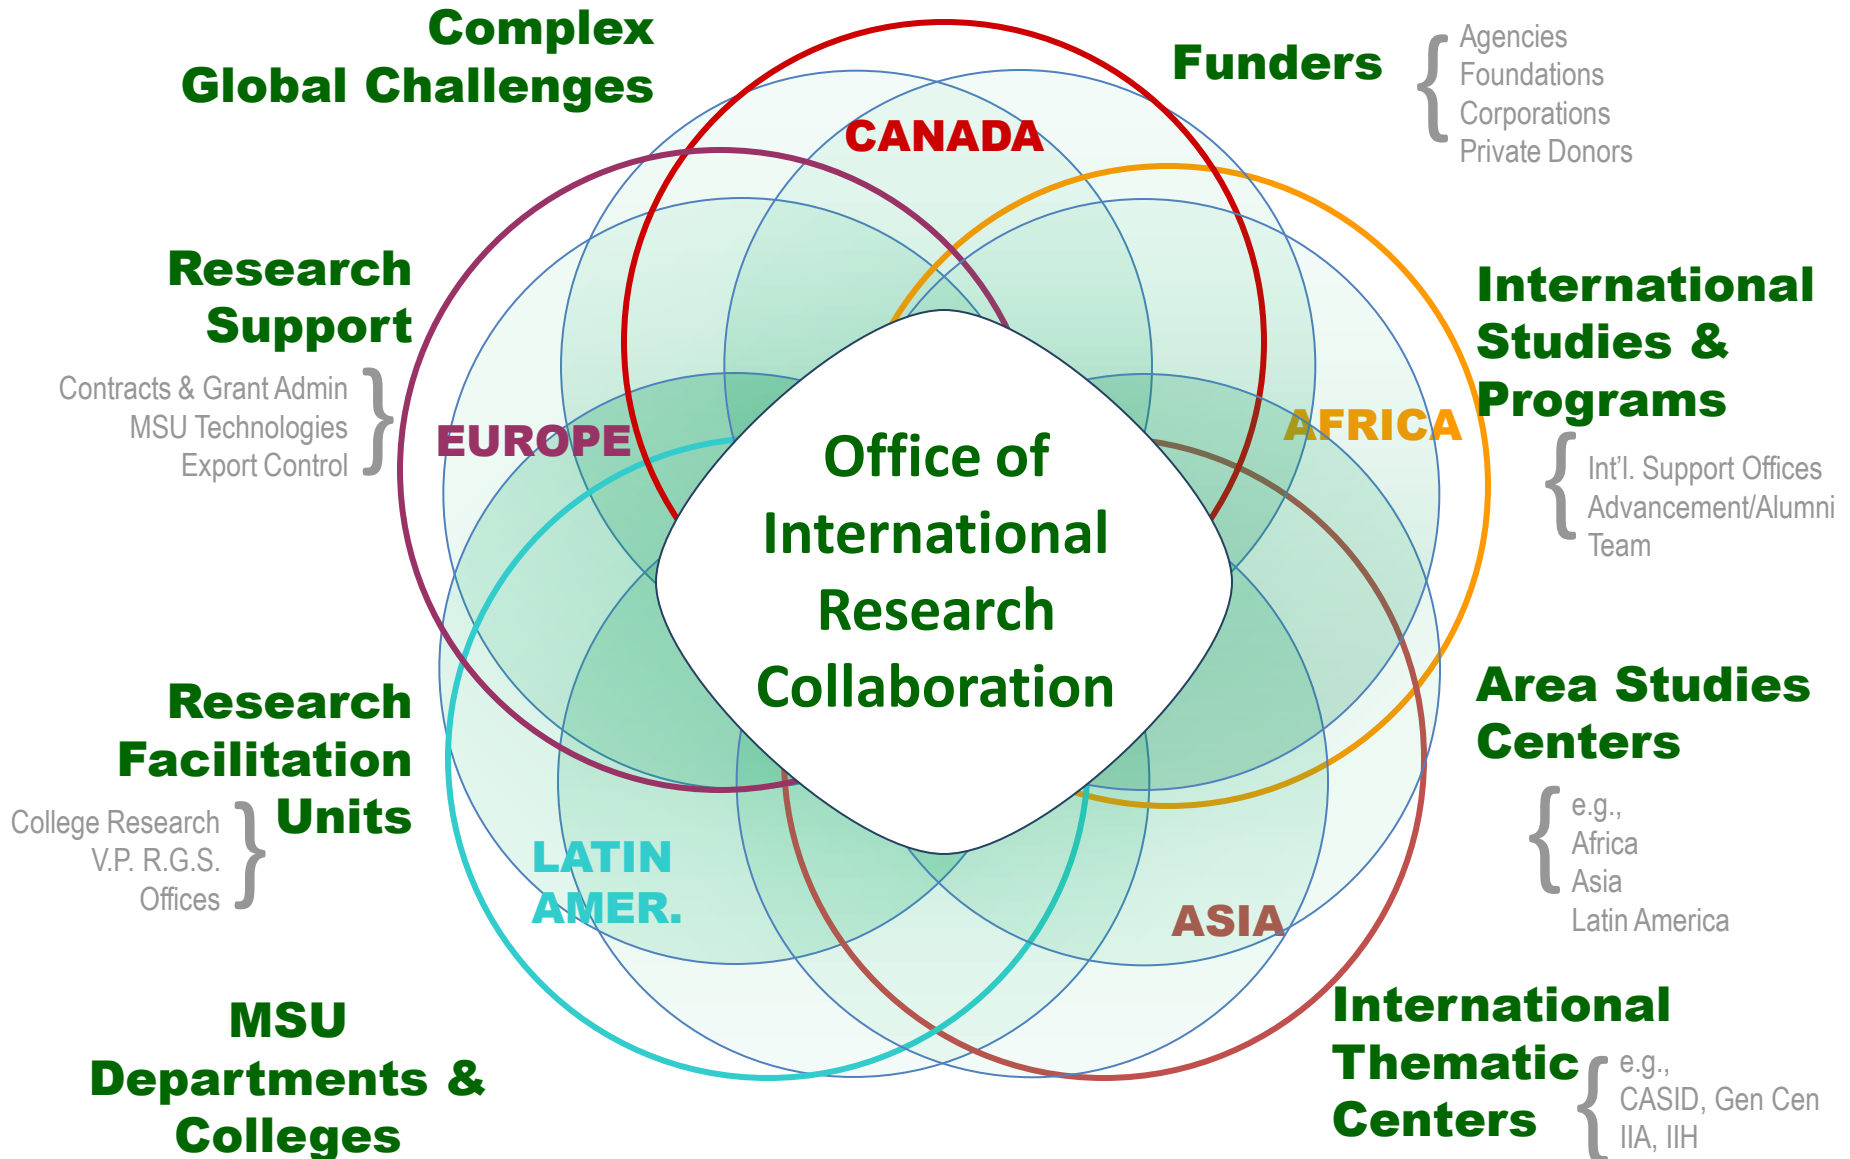 Complex
Global Challenges
Funders
Agencies
Foundations
Corporations
Private Donors
CANADA
Research
Support
Contracts & Grant Admin
MSU Technologies
Export Control
EUROPE
AFRICA
International
Studies &
Programs
Int'l. Support Offices
Advancement/Alumni
Team
Office of
International
Research
Collaboration
Research
Facilitation
Units
College Research
V.P. R.G.S.
Offices
Area Studies
Centers
e.g.,
Africa
Asia
Latin America
LATIN
AMER.
ASIA
MSU
Departments &
Colleges
International
Thematic
Centers
e.g.,
CASID, Gen Cen
IIA, IIH